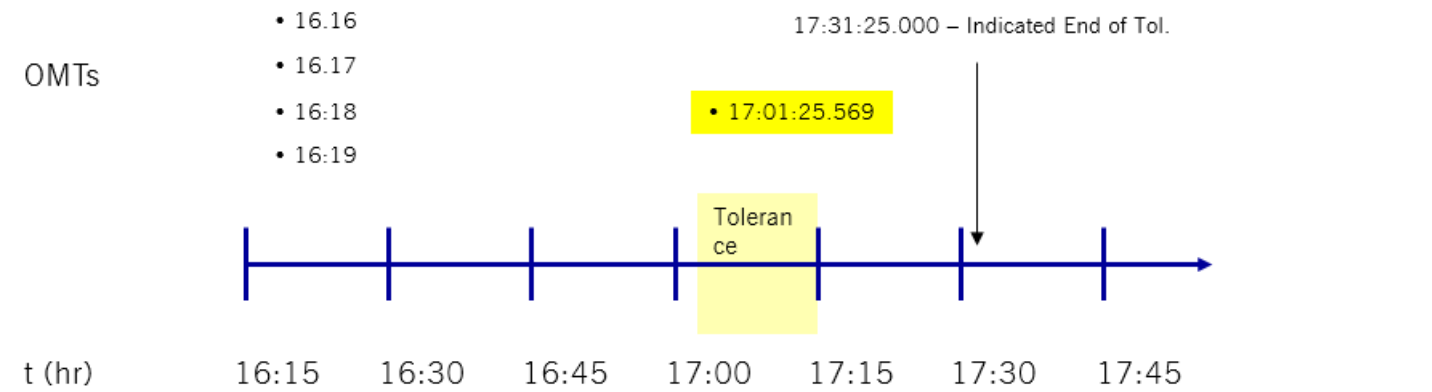 • 16.16
17:31:25.000 – Indicated End of Tol.
• 16.17
OMTs
• 16:18
• 17:01:25.569
• 16:19
Toleran
ce
t (hr) 16:15 16:30 16:45 17:00 17:15 17:30 17:45